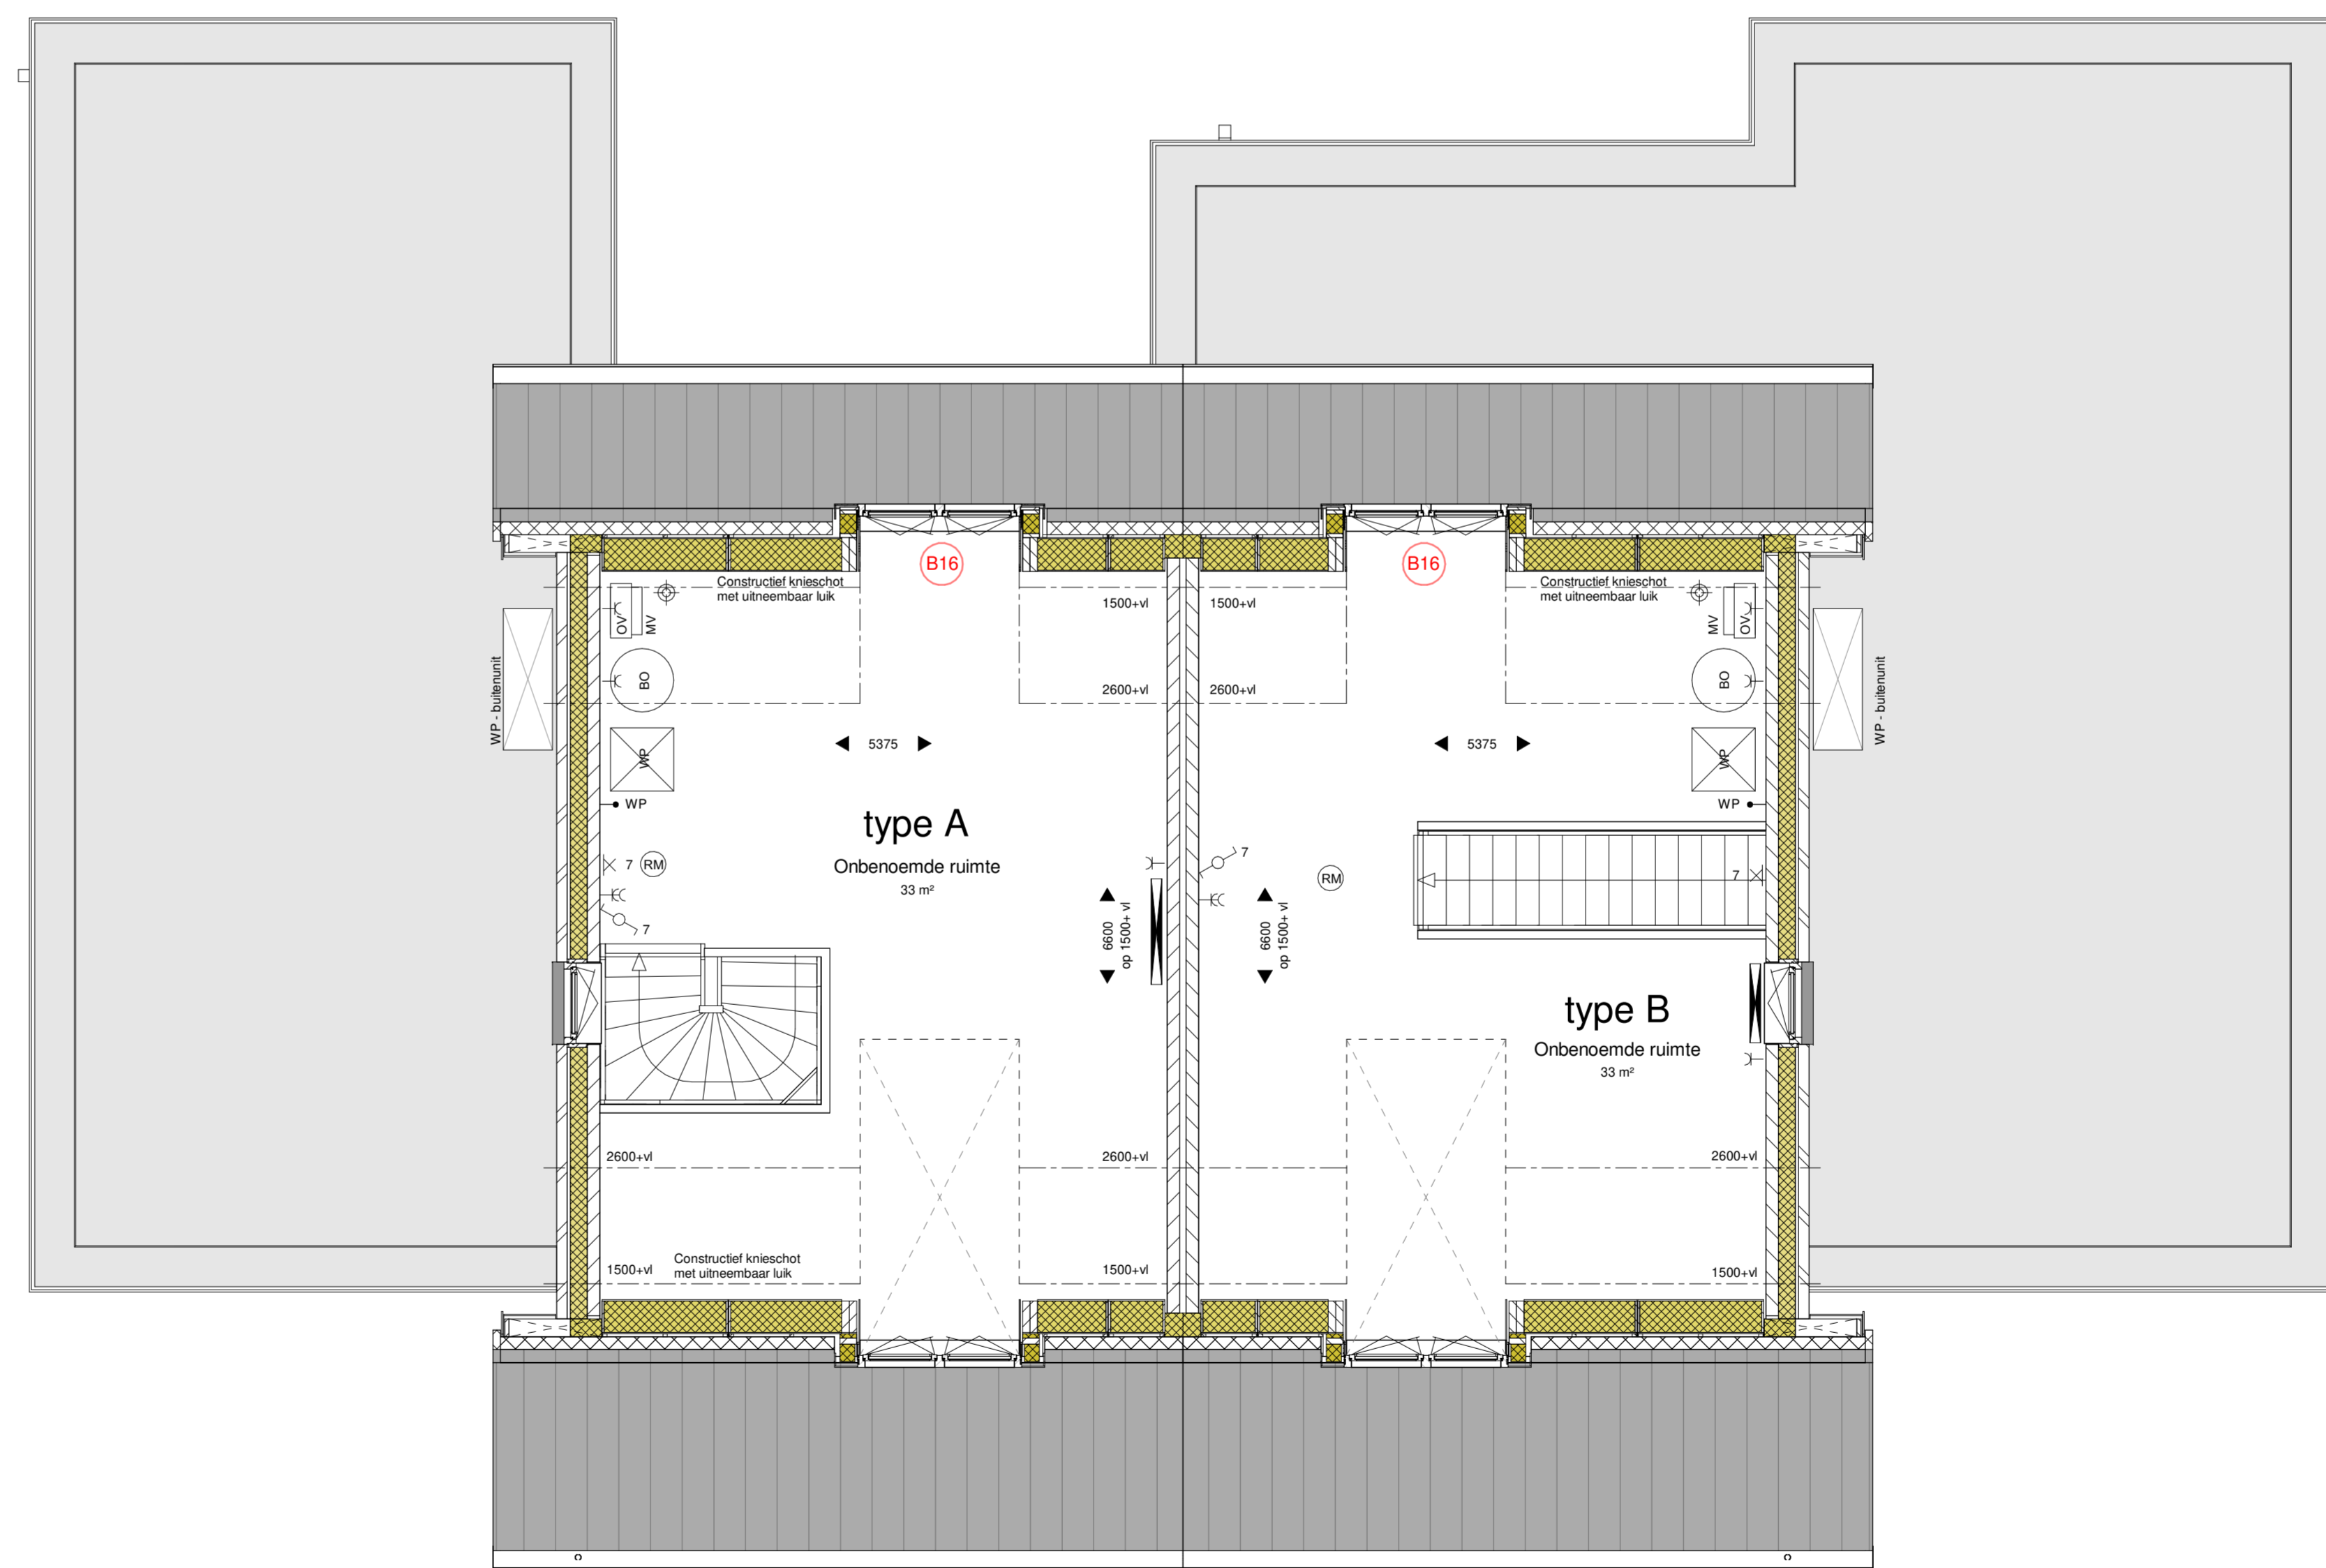 B16
B16
Constructief knieschot
met uitneembaar luik
Constructief knieschot
met uitneembaar luik
1500+vl
1500+vl
OV
MV
MV
OV
WP - buitenunit
BO
2600+vl
2600+vl
BO
WP - buitenunit
5375
5375
WP
WP
WP
WP
type A
Onbenoemde ruimte
33 m²
7
RM
7
RM
7
7
6600
op 1500+ vl
6600
op 1500+ vl
type B
Onbenoemde ruimte
33 m²
2600+vl
2600+vl
2600+vl
Constructief knieschot
met uitneembaar luik
1500+vl
1500+vl
1500+vl